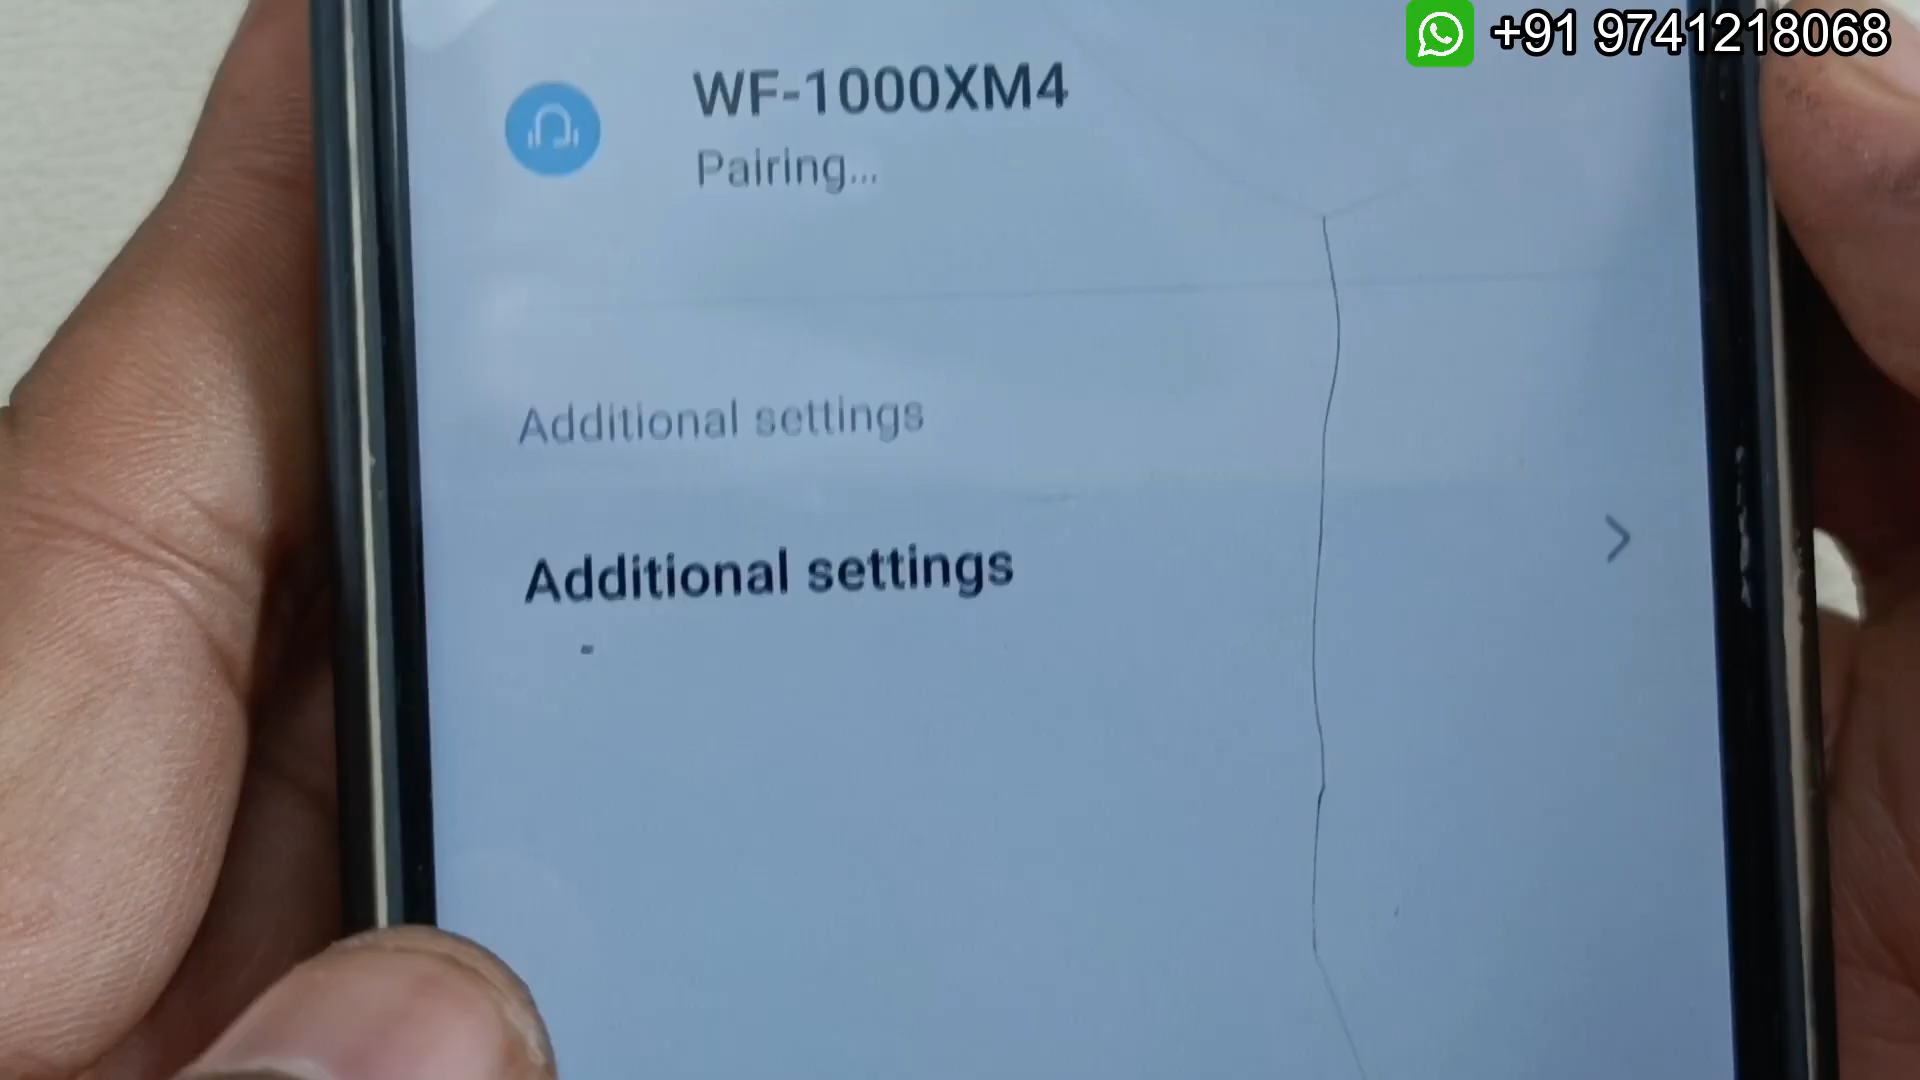 +91 9741218068
WF-1000XM4
Pairing...
Additional settings
Additional settings